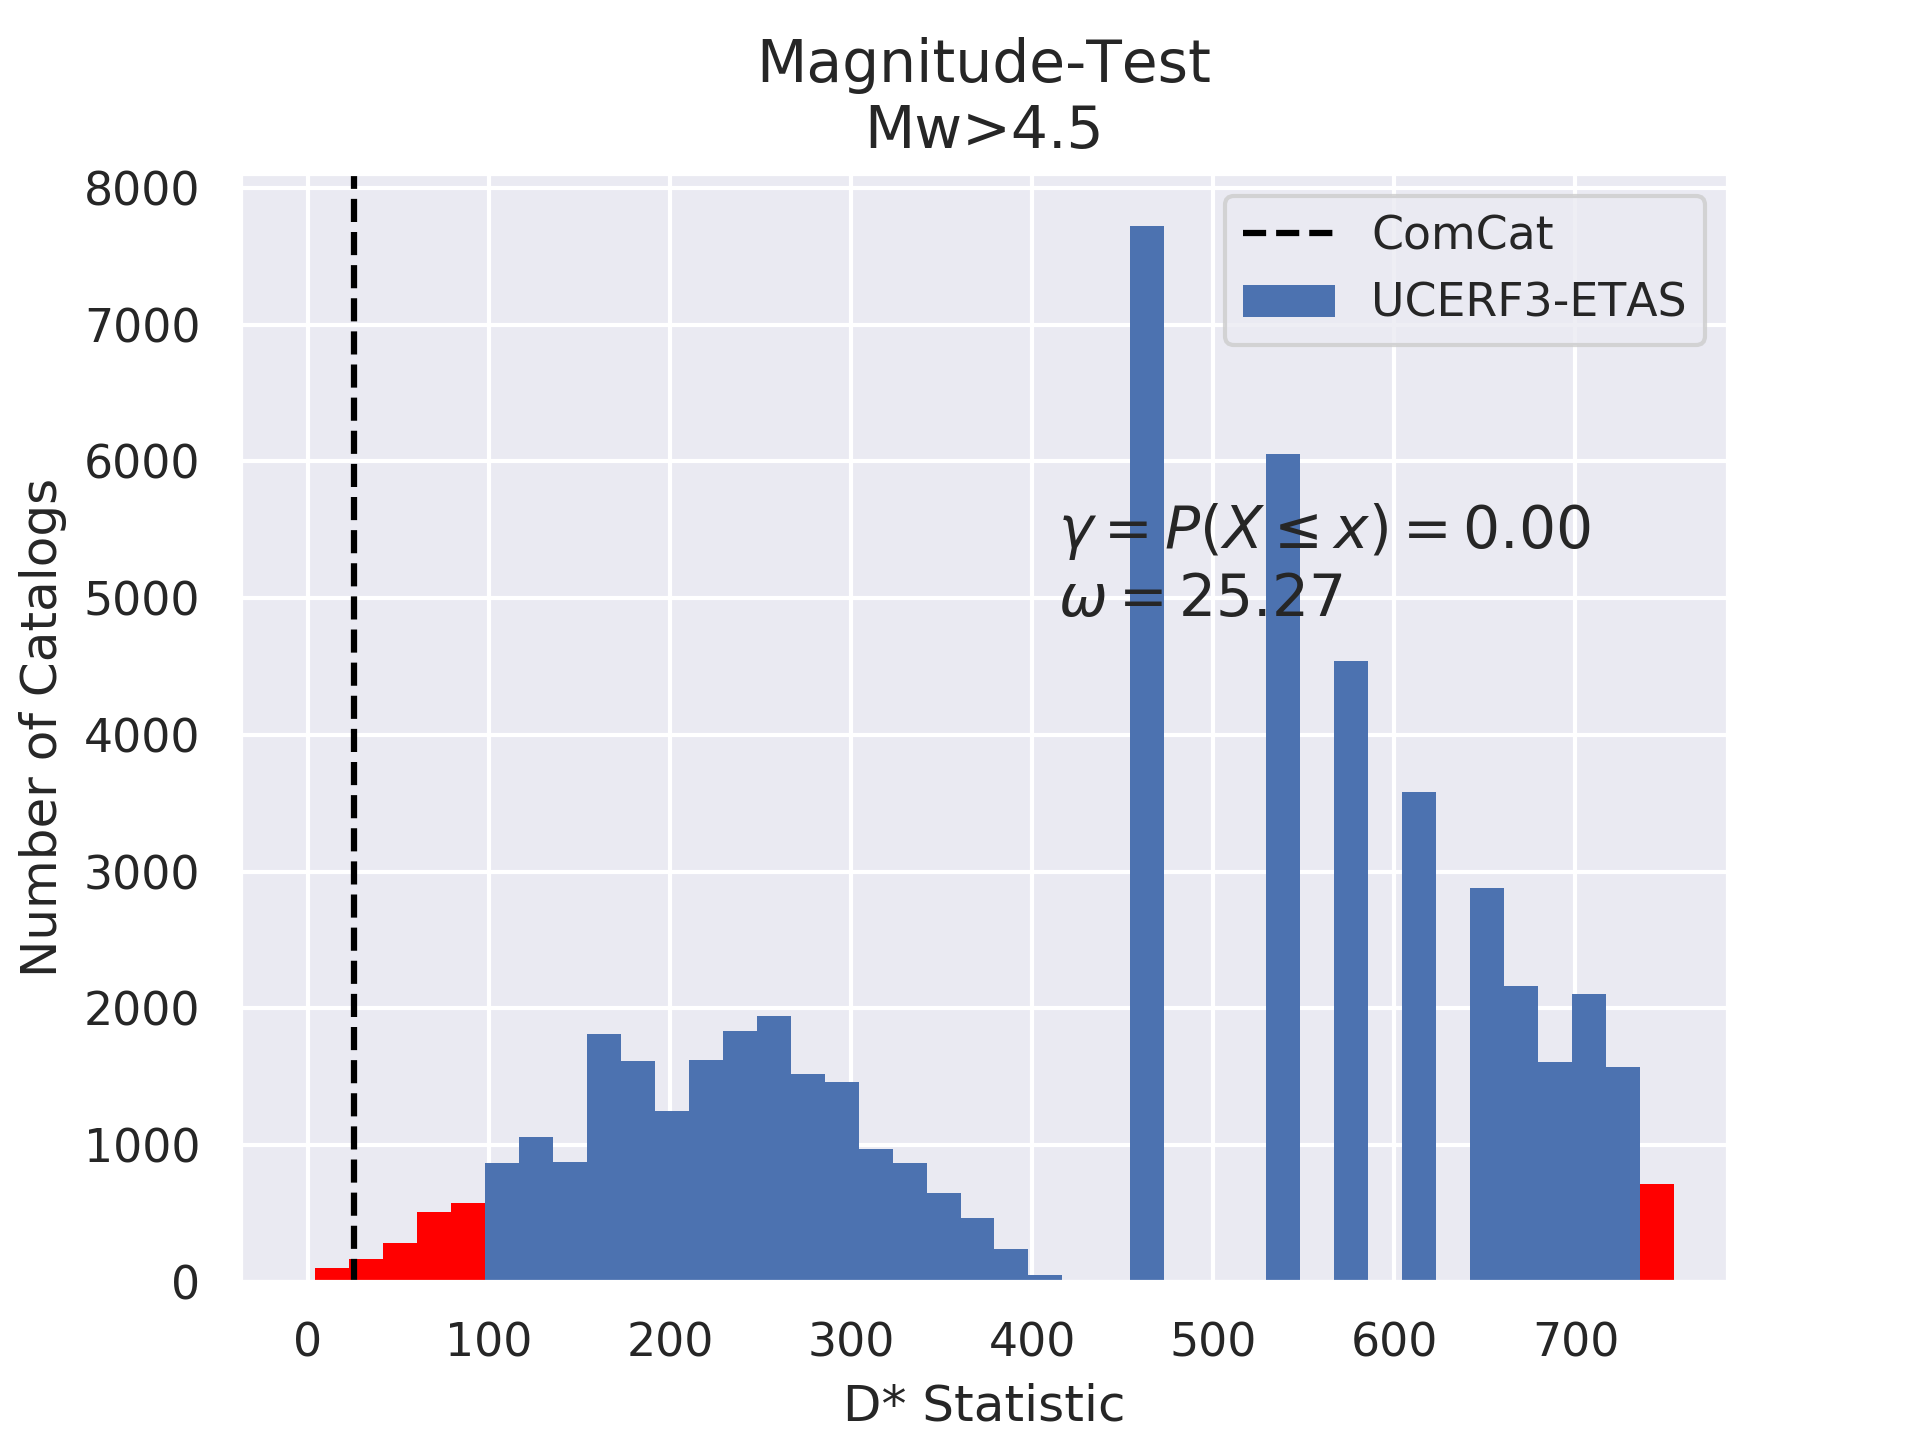 Magnitude-Test
Mw>4.5
8000
7000
6000
5000
4000
3000
2000
1000
0
Number of Catalogs
ComCat
UCERF3-ETAS
γ = P(X ≤ x) = 0.00
ω = 25.27
0 100 200 300 400 500 600 700
D* Statistic